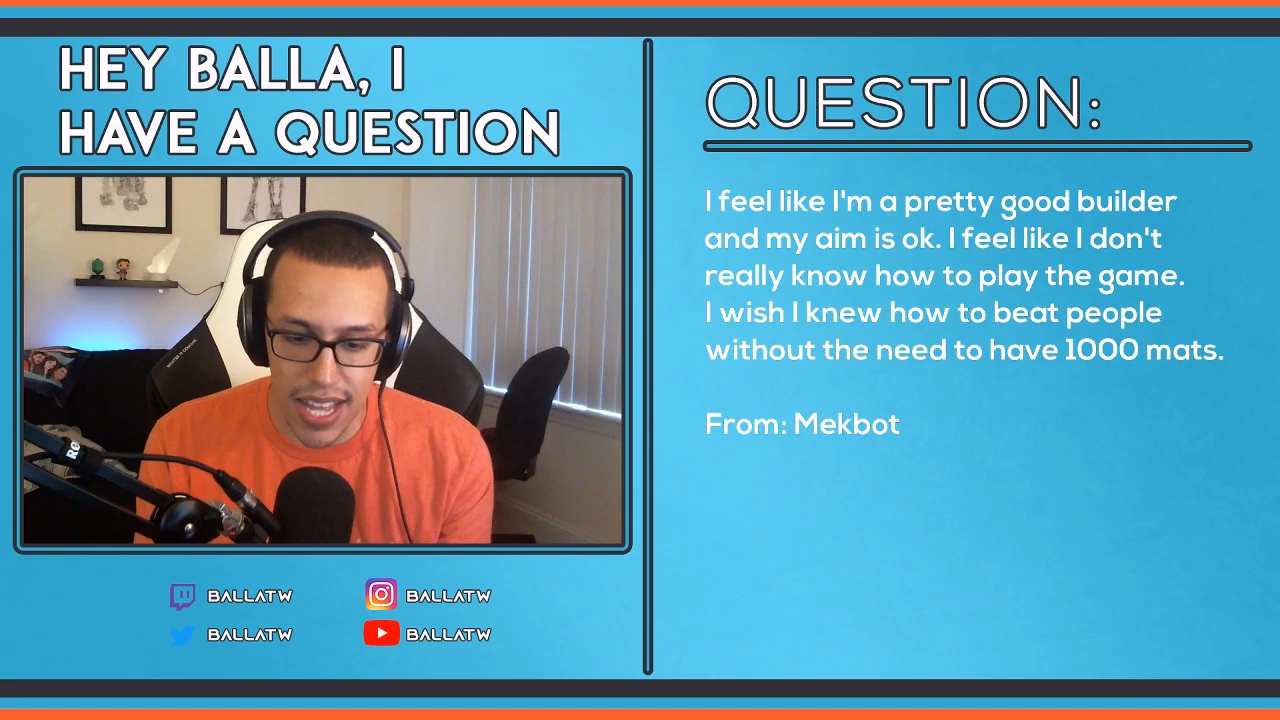 HEY BALLA, I
HAVE A QUESTION
BALLATW
BALLATW
BALLATW
BALLATW
QUESTION:
I feel like I'm a pretty good builder
and my aim is ok. I feel like I don't
really know how to play the game.
I wish I knew how to beat people
without the need to have 1000 mats.
From: Mekbot